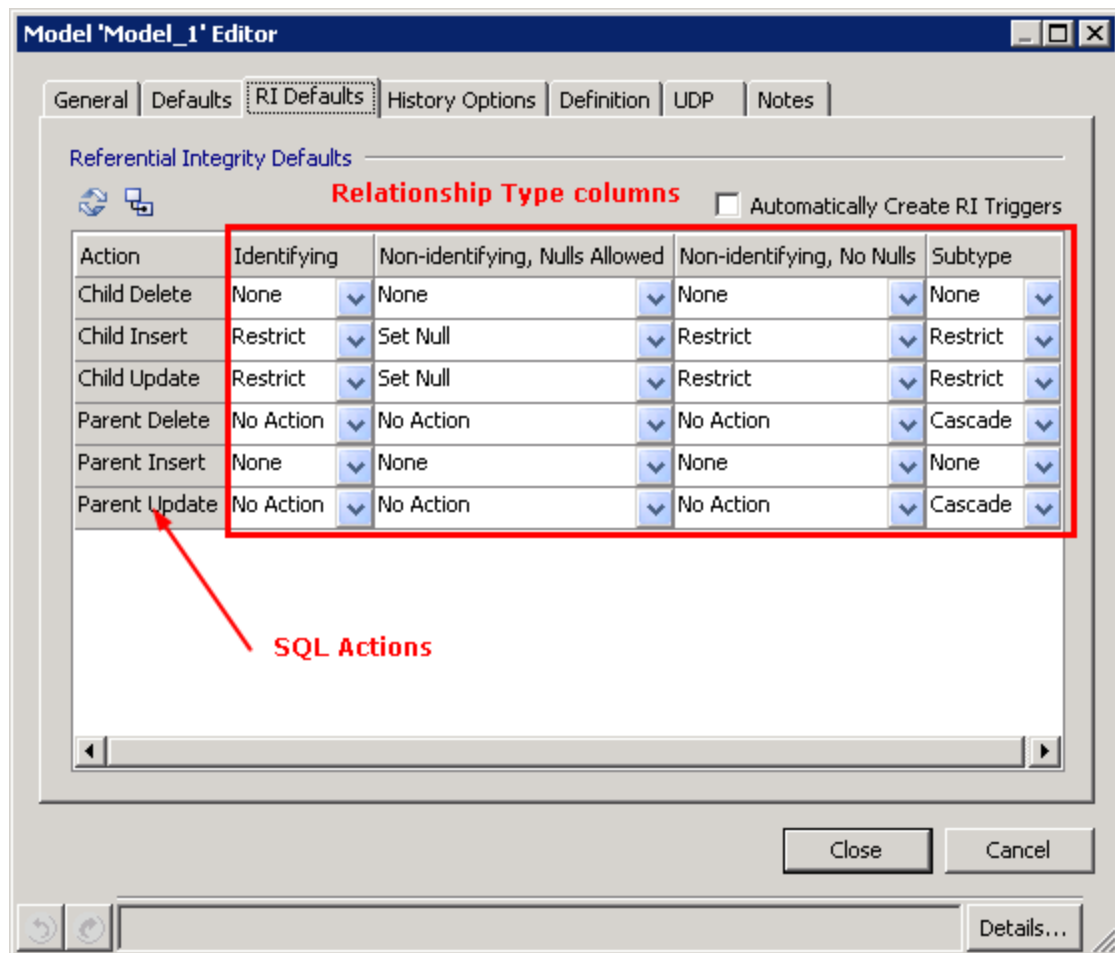 Model 'Model_1' Editor
General Defaults RI Defaults History Options Definition UDP Notes
Referential Integrity Defaults
Relationship Type columns
Automatically Create RI Triggers
Action Identifying Non-identifying, Nulls Allowed Non-identifying, No Nulls Subtype
Child Delete None None None None
Child Insert Restrict Set Null Restrict Restrict
Child Update Restrict Set Null Restrict Restrict
Parent Delete No Action No Action No Action Cascade
Parent Insert None None None None
Parent Update No Action No Action No Action Cascade
SQL Actions
Close Cancel
Details...